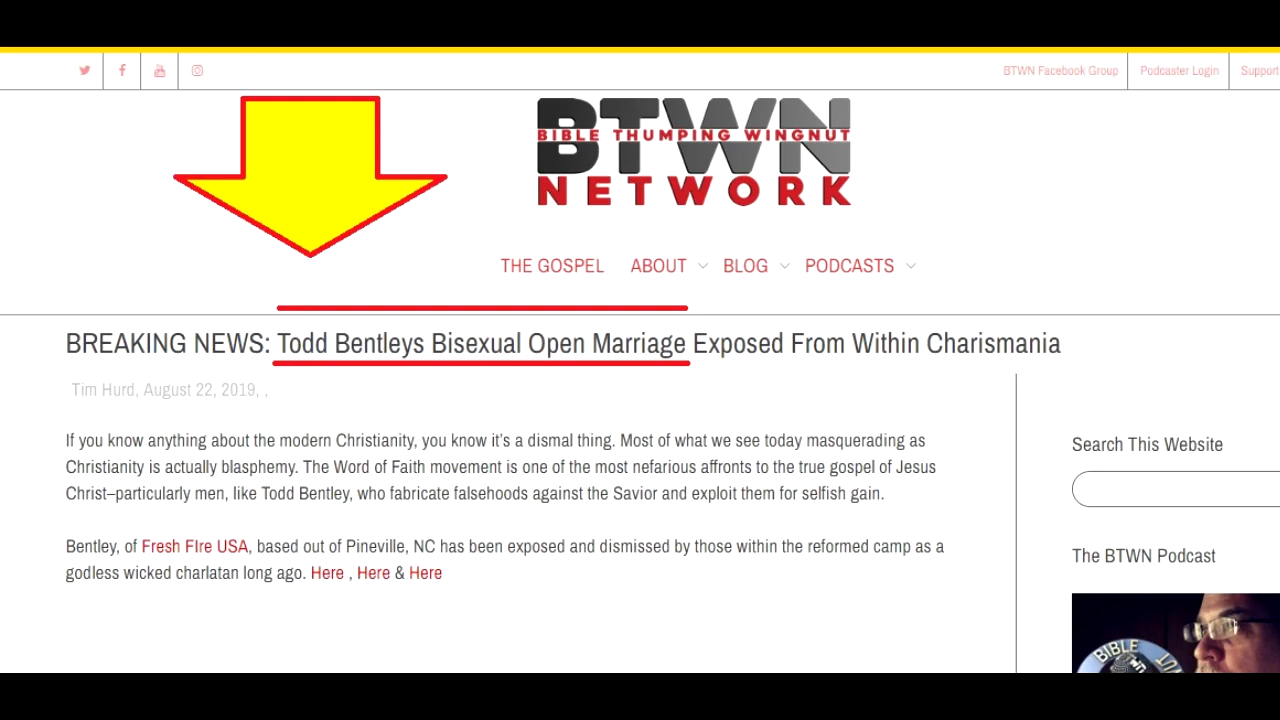 BTWN Facebook Group
Podcaster Login
Support
BTWN
BIBLE THUMPING WINGNUT
NETWORK
THE GOSPEL
ABOUT
BLOG
PODCASTS
BREAKING NEWS: Todd Bentleys Bisexual Open Marriage Exposed From Within Charismania
Tim Hurd, August 22, 2019, ,
If you know anything about the modern Christianity, you know it's a dismal thing. Most of what we see today masquerading as
Christianity is actually blasphemy. The Word of Faith movement is one of the most nefarious affronts to the true gospel of Jesus
Christ–particularly men, like Todd Bentley, who fabricate falsehoods against the Savior and exploit them for selfish gain.
Bentley, of Fresh FIre USA, based out of Pineville, NC has been exposed and dismissed by those within the reformed camp as a
godless wicked charlatan long ago. Here , Here & Here
Search This Website
The BTWN Podcast
BIBLE